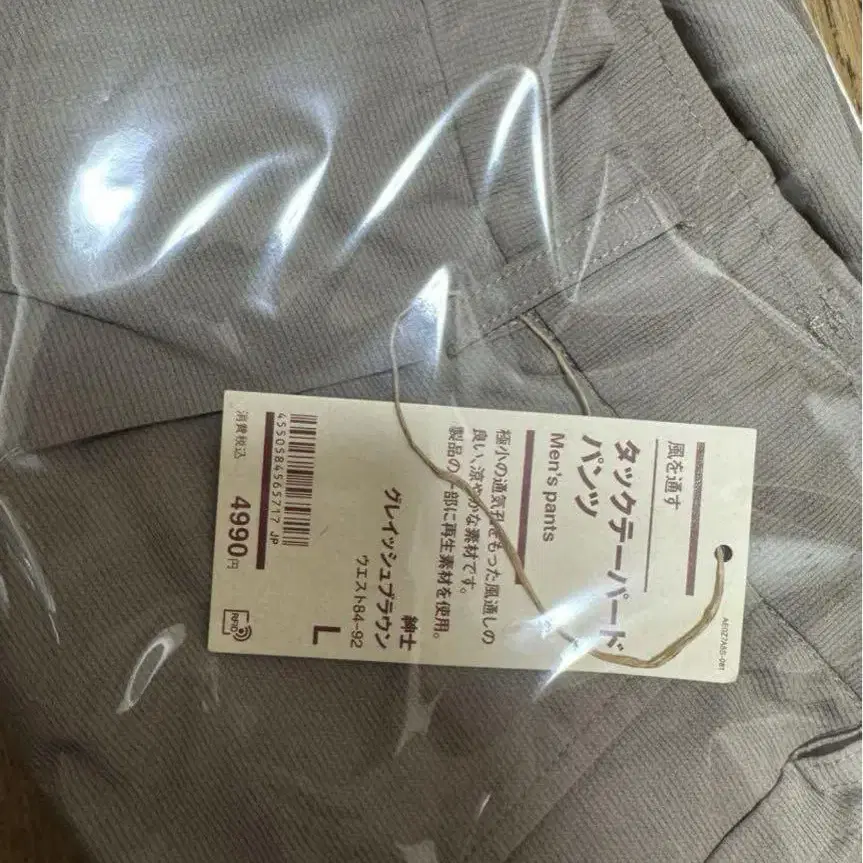 風を通す
タックテーパード
パンツ
Men's pants
極小の通気孔をもった風通しの
良い、涼やかな素材です。
製品の一部に再生素材を使用。
紳士
グレイッシュブラウン
ウエスト84-92
L
4550584565717 JP
消費税込 4990円
RFID